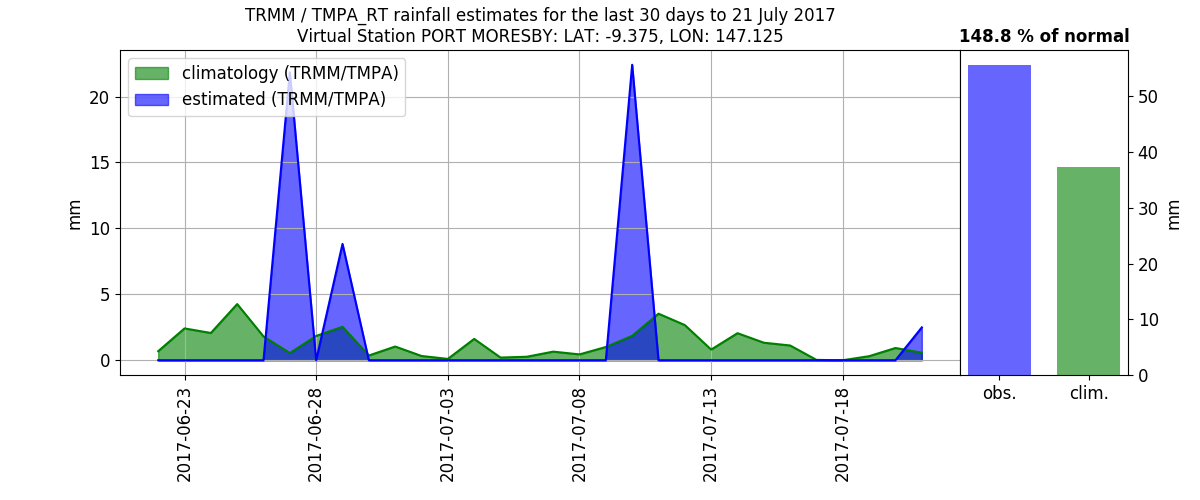 TRMM / TMPA_RT rainfall estimates for the last 30 days to 21 July 2017
Virtual Station PORT MORESBY: LAT: -9.375, LON: 147.125
148.8 % of normal
climatology (TRMM/TMPA)
estimated (TRMM/TMPA)
mm
20
15
10
5
0
2017-06-23
2017-06-28
2017-07-03
2017-07-08
2017-07-13
2017-07-18
50
40
30
20
10
0
mm
obs.
clim.